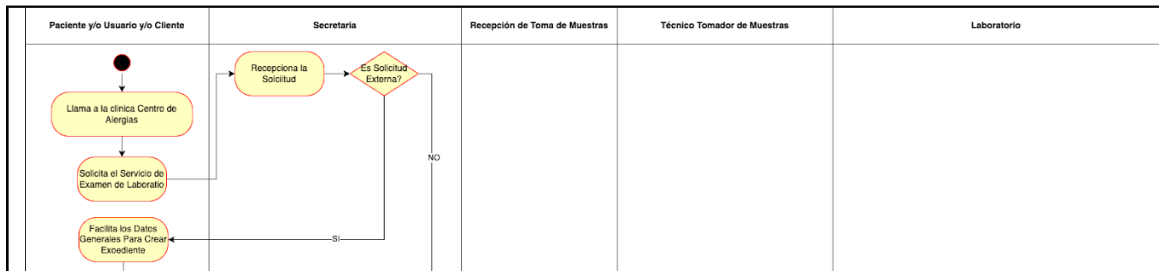 Paciente y/o Usuario y/o Cliente
Secretaria
Recepción de Toma de Muestras
Técnico Tomador de Muestras
Laboratorio
Recepciona la
Solciitud
Es Solicitud
Externa?
Llama a la clinica Centro de
Alergias
NO
Solicita el Servicio de
Examen de Laboratio
Facilita los Datos
Generales Para Crear
Exoediente
SI